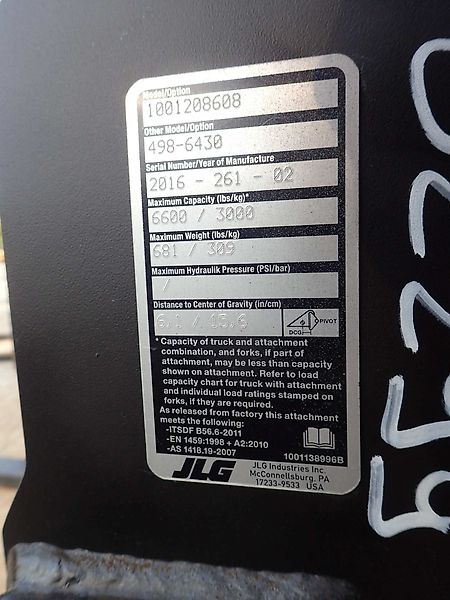 Model/Option
1001208608
Other Model/Option
498-6430
Serial Number/Year of Manufacture
2016 - 261 - 02
Maximum Capacity (lbs/kg)*
6600 / 3000
Maximum Weight (lbs/kg)
681 / 309
Maximum Hydraulik Pressure (PSI/bar)
/
Distance to Center of Gravity (in/cm)
6.1 / 15.6
PIVOT
DCG
* Capacity of truck and attachment
combination, and forks, if part of
attachment, may be less than capacity
shown on attachment. Refer to load
capacity chart for truck with attachment
and individual load ratings stamped on
forks, if they are required.
As released from factory this attachment
meets the following:
-ITSDF B56.6-2011
-EN 1459:1998 + A2:2010
-AS 1418.19-2007
1001138996B
JLG
JLG Industries Inc.
McConnellsburg, PA
17233-9533 USA